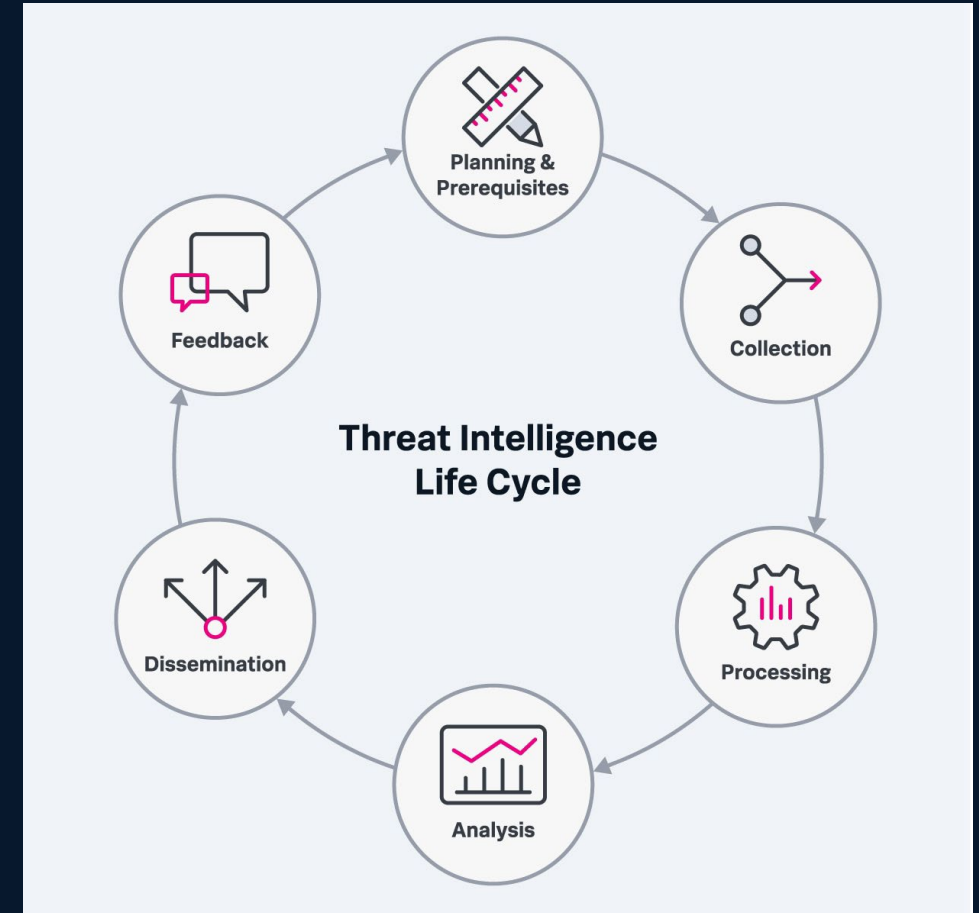 Planning &
Prerequisites
Collection
Processing
Analysis
Dissemination
Feedback
Threat Intelligence
Life Cycle